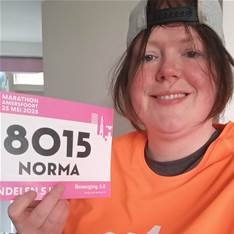 MARATHON
AMERSFOORT
25 MEI 2025
8015
NORMA
Beweging 3.0